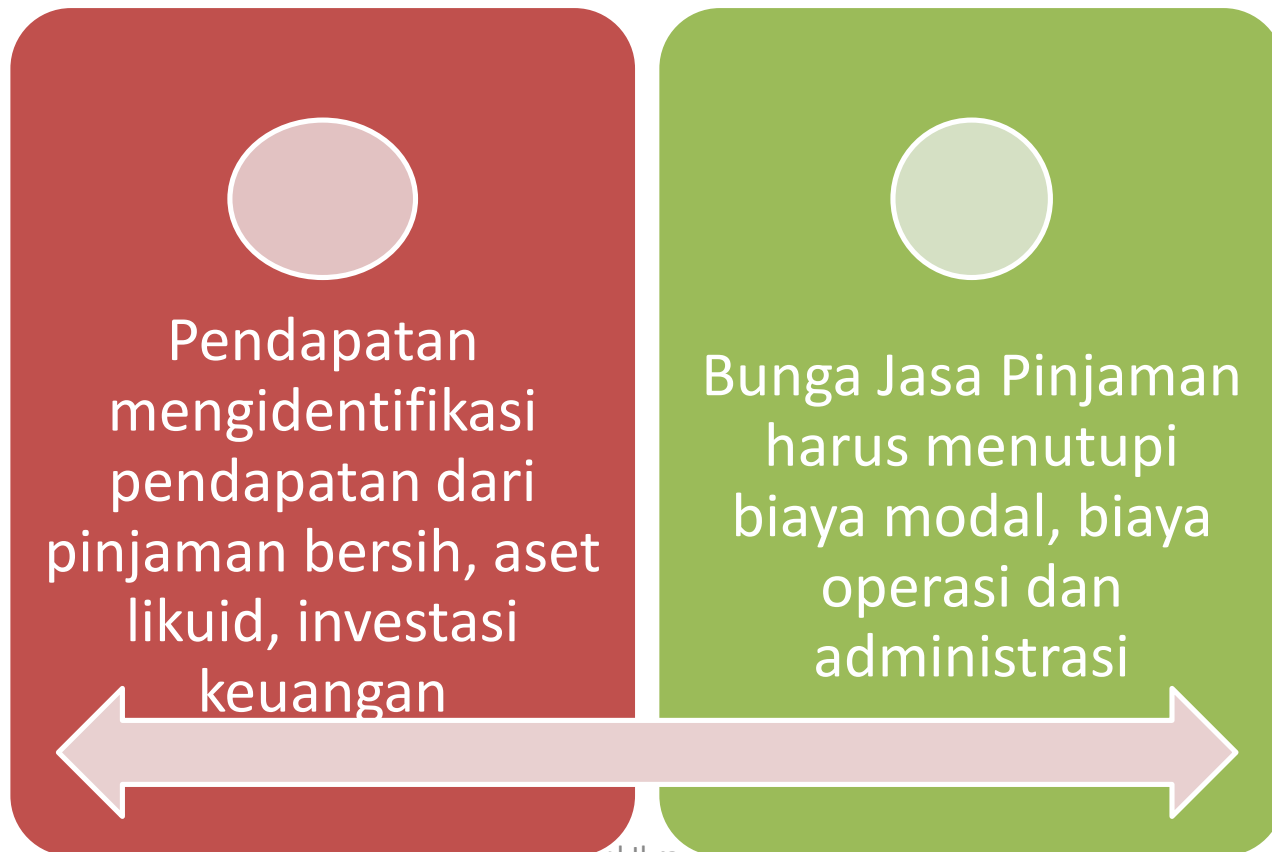 Pendapatan
mengidentifikasi
pendapatan dari
pinjaman bersih, aset
likuid, investasi
keuangan
Bunga Jasa Pinjaman
harus menutupi
biaya modal, biaya
operasi dan
administrasi